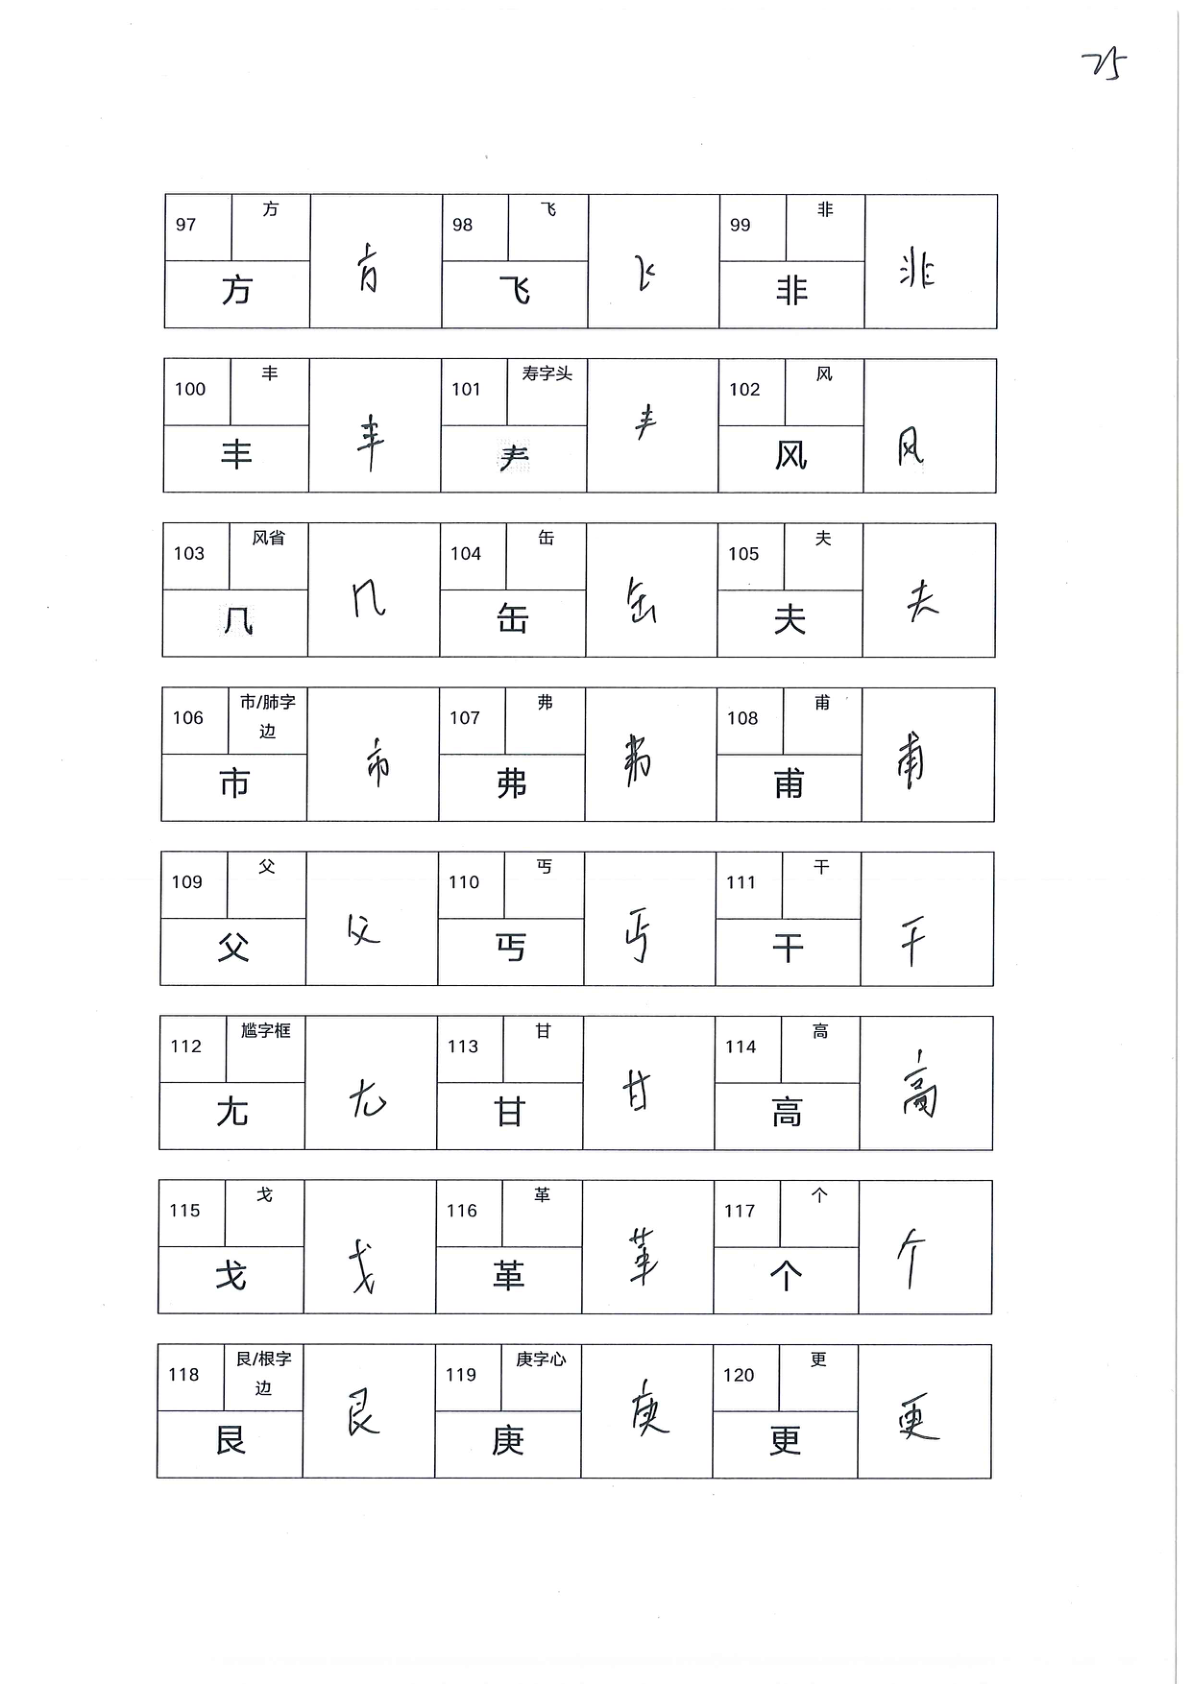 75
97 方 98 飞 99 非
方 方 飞 飞 非 非
100 丰 101 寿字头 102 风
丰 丰 𡗗 𡗗 风 风
103 风省 104 缶 105 夫
几 几 缶 缶 夫 夫
106 市/肺字边 107 弗 108 甫
市 市 弗 弗 甫 甫
109 父 110 丐 111 干
父 父 丐 丐 干 干
112 尴字框 113 甘 114 高
尢 尢 甘 甘 高 高
115 戈 116 革 117 个
戈 戈 革 革 个 个
118 艮/根字边 119 庚字心 120 更
艮 艮 庚 庚 更 更